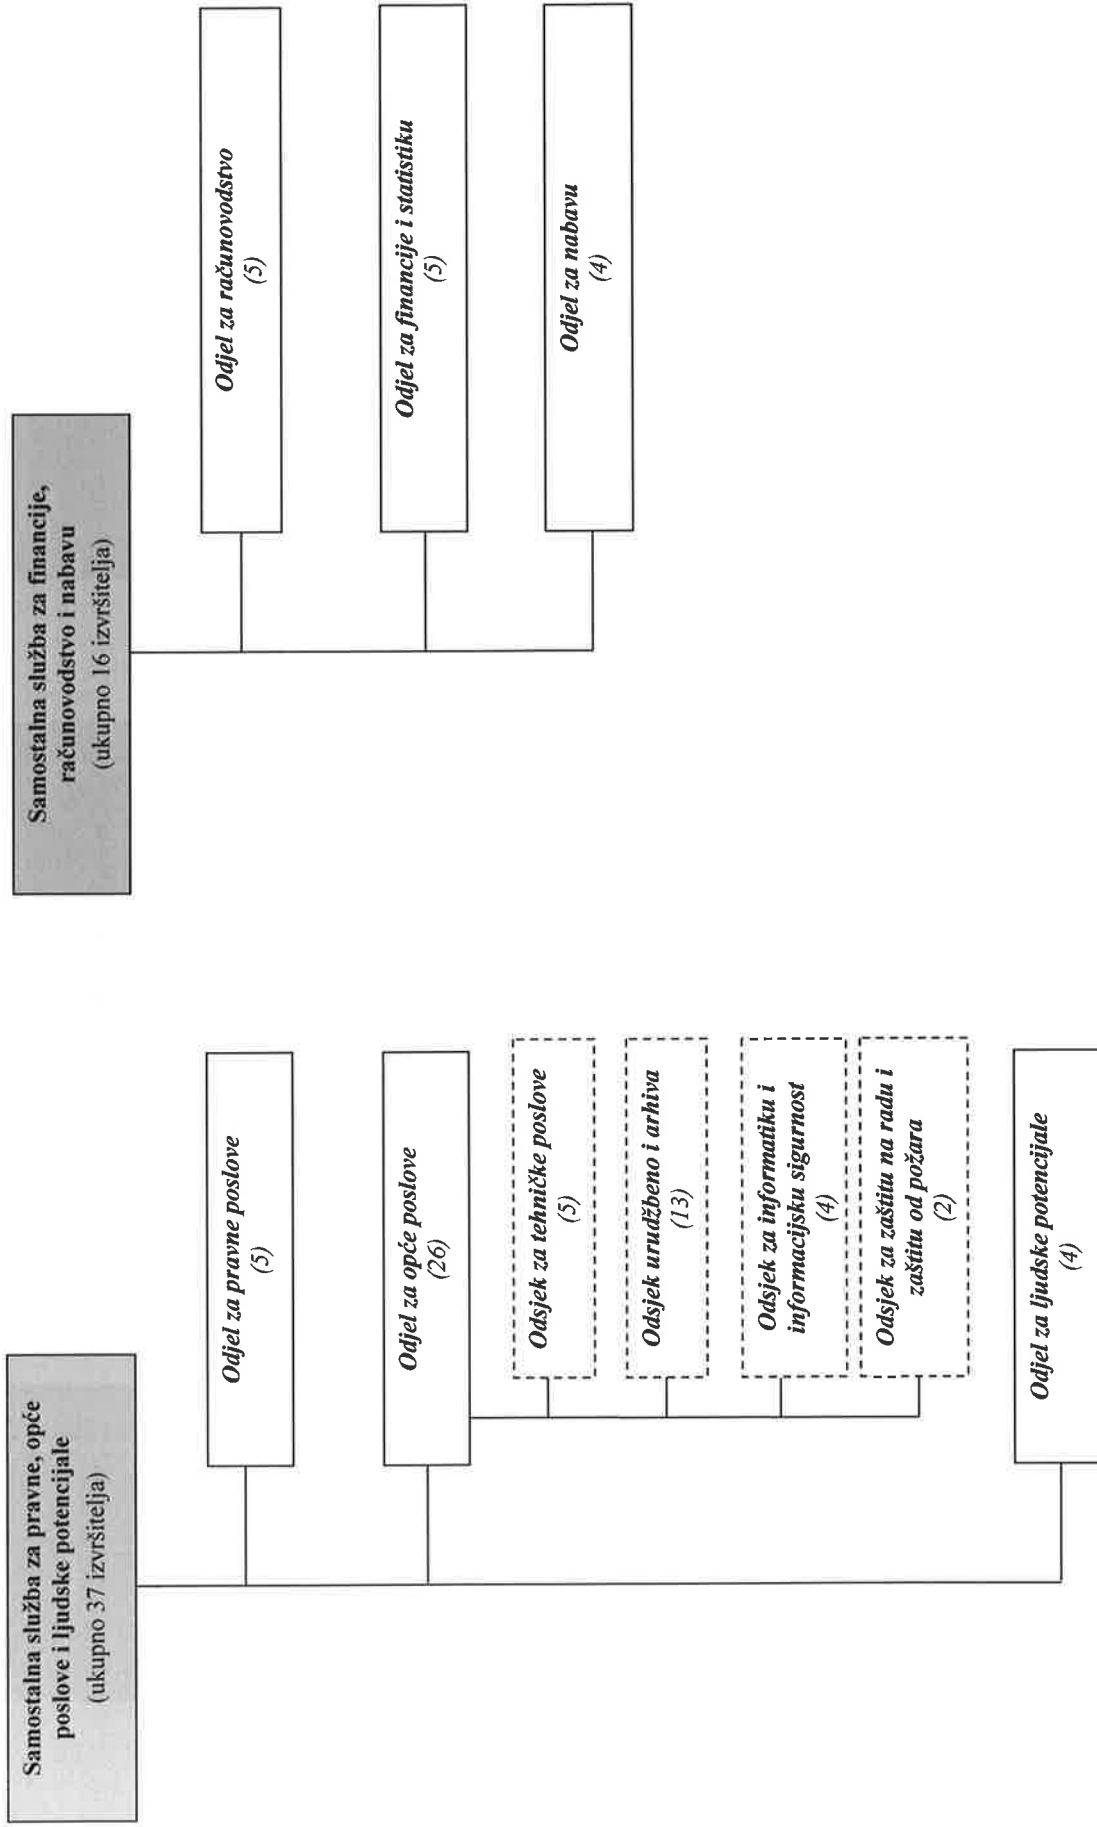 Samostalna služba za pravne, opće
poslove i ljudske potencijale
(ukupno 37 izvršitelja)
Odjel za pravne poslove
(5)
Odjel za opće poslove
(26)
Odsjek za tehničke poslove
(5)
Odsjek urudžbeno i arhiva
(13)
Odsjek za informatiku i
informacijsku sigurnost
(4)
Odsjek za zaštitu na radu i
zaštitu od požara
(2)
Odjel za ljudske potencijale
(4)
Samostalna služba za financije,
računovodstvo i nabavu
(ukupno 16 izvršitelja)
Odjel za računovodstvo
(5)
Odjel za financije i statistiku
(5)
Odjel za nabavu
(4)